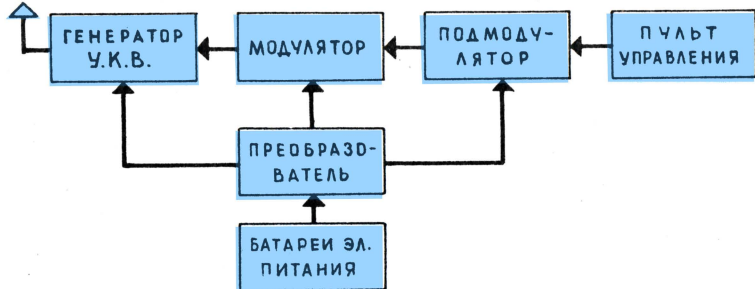 ГЕНЕРАТОР
У.К.В.
МОДУЛЯТОР
ПОДМОДУ-
ЛЯТОР
ПУЛЬТ
УПРАВЛЕНИЯ
ПРЕОБРАЗО-
ВАТЕЛЬ
БАТАРЕИ ЭЛ.
ПИТАНИЯ